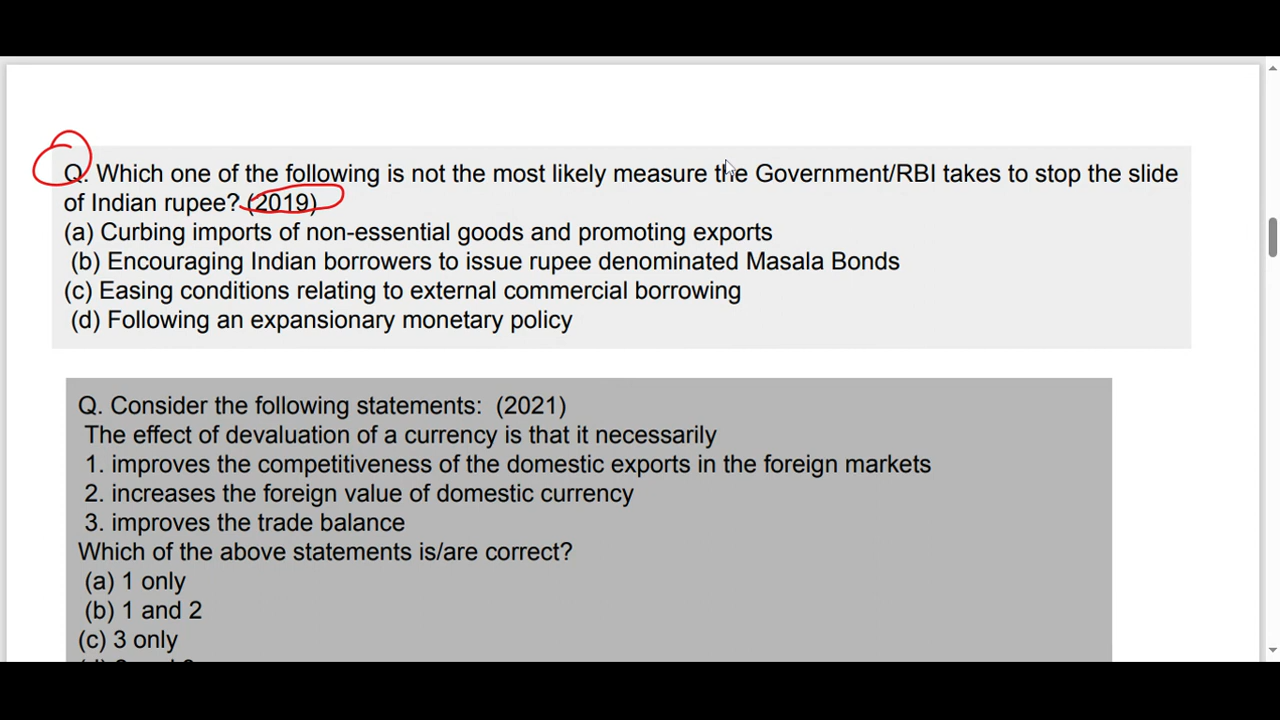 Q. Which one of the following is not the most likely measure the Government/RBI takes to stop the slide
of Indian rupee? (2019)
(a) Curbing imports of non-essential goods and promoting exports
(b) Encouraging Indian borrowers to issue rupee denominated Masala Bonds
(c) Easing conditions relating to external commercial borrowing
(d) Following an expansionary monetary policy
Q. Consider the following statements: (2021)
The effect of devaluation of a currency is that it necessarily
1. improves the competitiveness of the domestic exports in the foreign markets
2. increases the foreign value of domestic currency
3. improves the trade balance
Which of the above statements is/are correct?
(a) 1 only
(b) 1 and 2
(c) 3 only